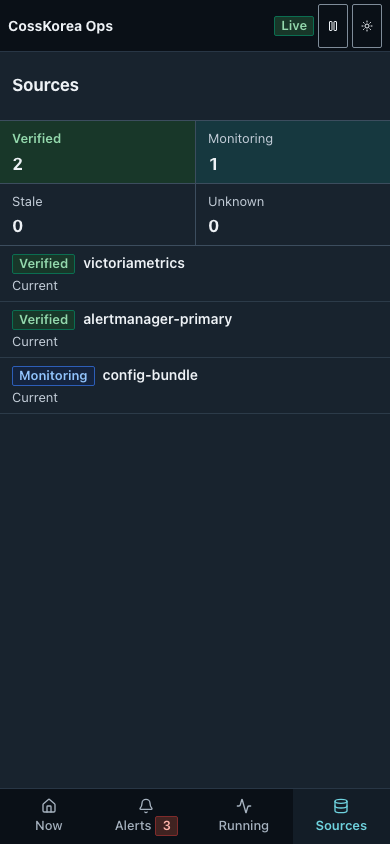 CossKorea Ops
Live
Sources
Verified
2
Monitoring
1
Stale
0
Unknown
0
Verified victoriametrics
Current
Verified alertmanager-primary
Current
Monitoring config-bundle
Current
Now
Alerts 3
Running
Sources